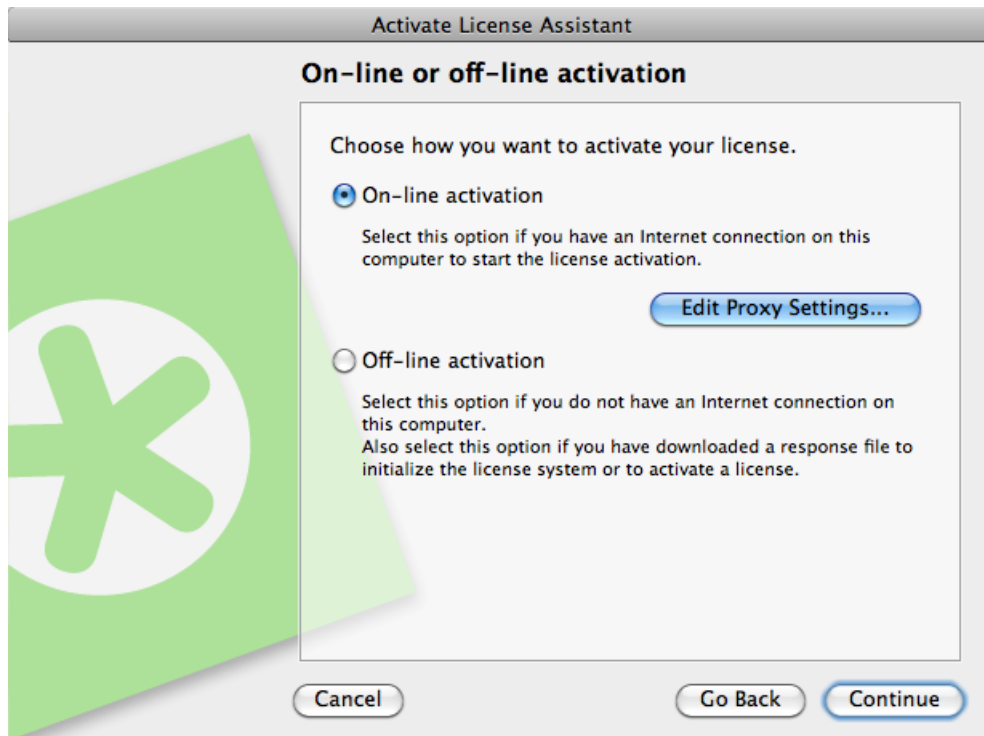 Activate License Assistant
On-line or off-line activation
Choose how you want to activate your license.
On-line activation
Select this option if you have an Internet connection on this
computer to start the license activation.
Edit Proxy Settings...
Off-line activation
Select this option if you do not have an Internet connection on
this computer.
Also select this option if you have downloaded a response file to
initialize the license system or to activate a license.
Cancel
Go Back
Continue